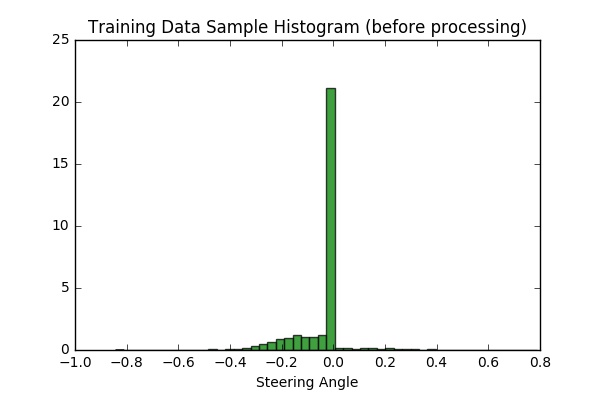 Training Data Sample Histogram (before processing)
25
20
15
10
5
0
−1.0 −0.8 −0.6 −0.4 −0.2 0.0 0.2 0.4 0.6 0.8
Steering Angle